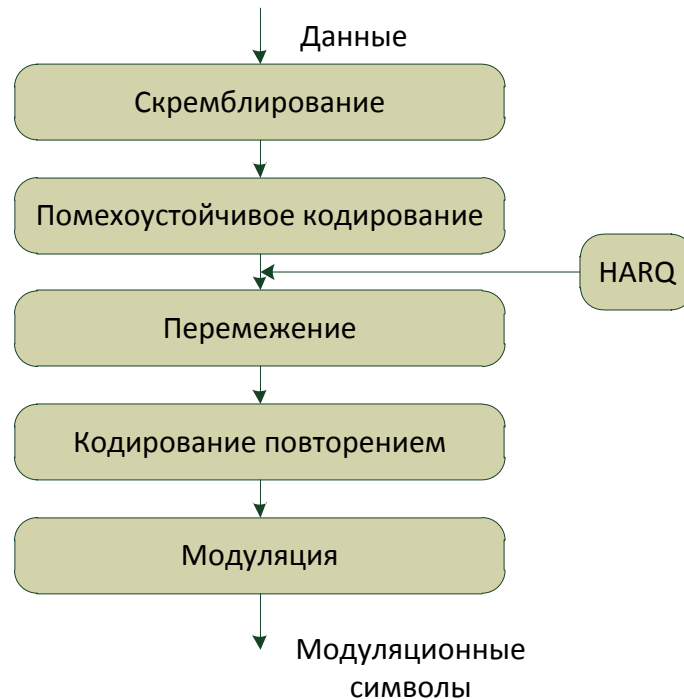 Данные
Скремблирование
Помехоустойчивое кодирование
HARQ
Перемежение
Кодирование повторением
Модуляция
Модуляционные
символы